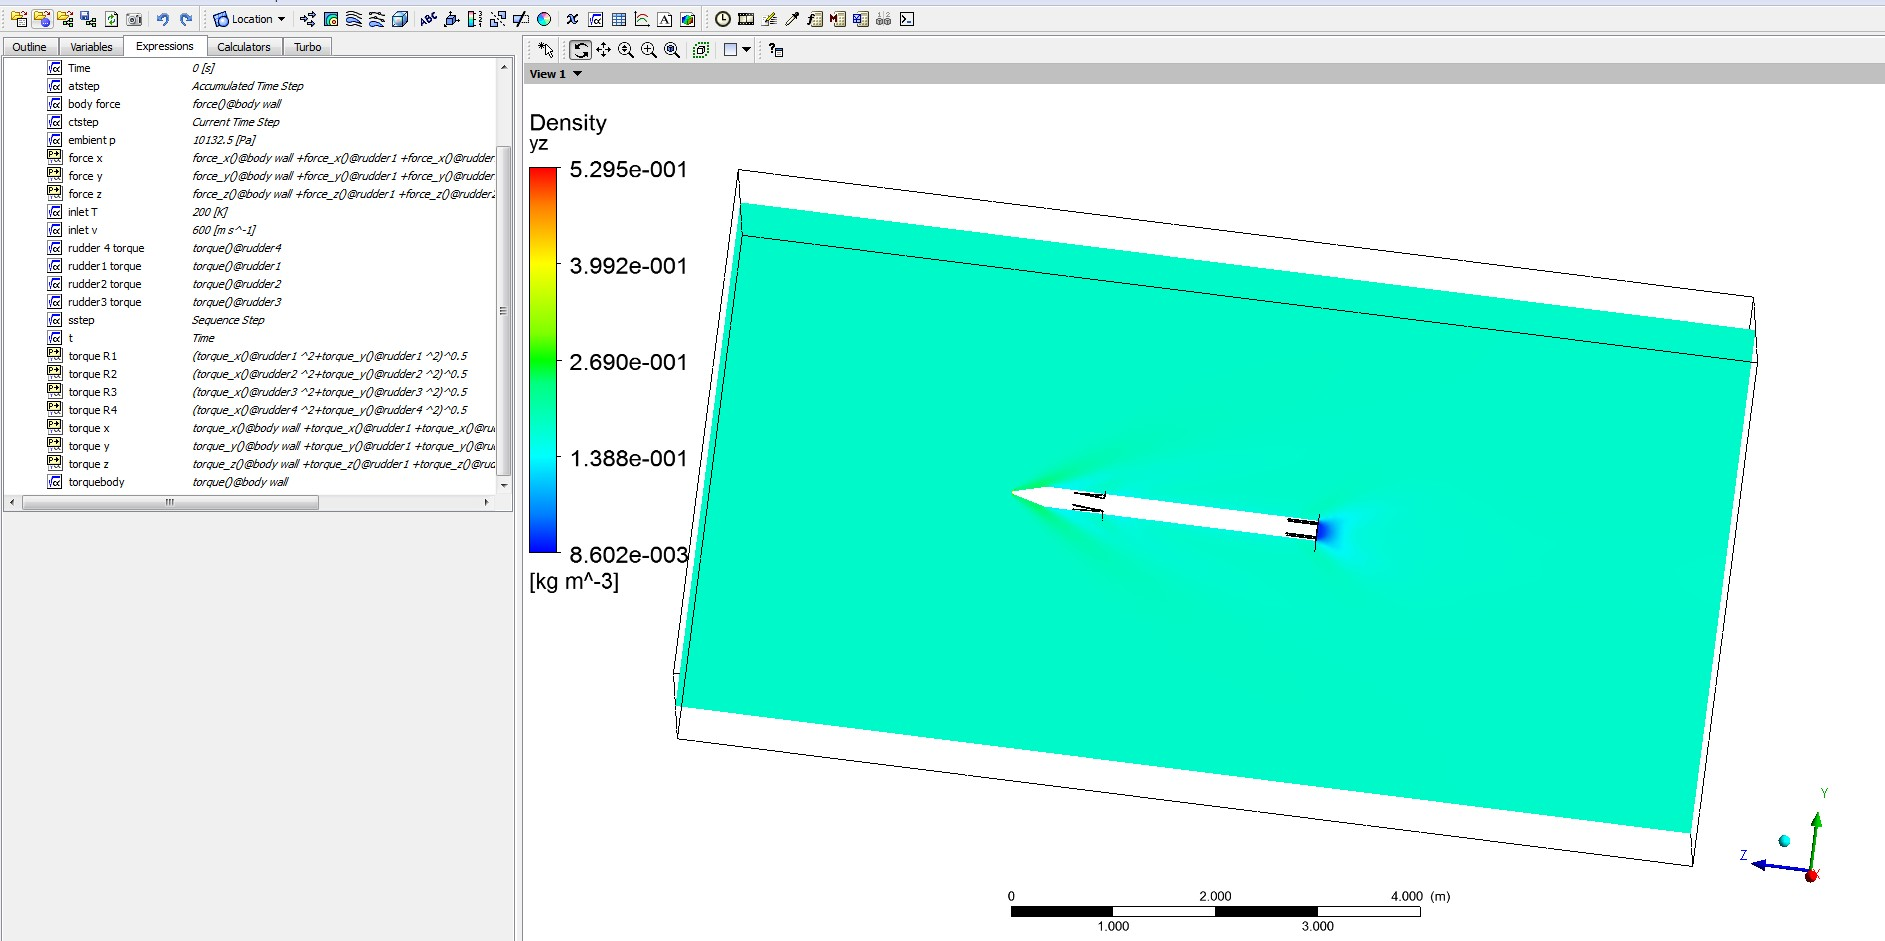 Location
Outline Variables Expressions Calculators Turbo
Time 0 [s]
atstep Accumulated Time Step
body force force()@body wall
ctstep Current Time Step
embient p 10132.5 [Pa]
force x force_x()@body wall +force_x()@rudder1 +force_x()@rudder
force y force_y()@body wall +force_y()@rudder1 +force_y()@rudder
force z force_z()@body wall +force_z()@rudder1 +force_z()@rudder2
inlet T 200 [K]
inlet v 600 [m s^-1]
rudder 4 torque torque()@rudder4
rudder1 torque torque()@rudder1
rudder2 torque torque()@rudder2
rudder3 torque torque()@rudder3
sstep Sequence Step
t Time
torque R1 (torque_x()@rudder1 ^2+torque_y()@rudder1 ^2)^0.5
torque R2 (torque_x()@rudder2 ^2+torque_y()@rudder2 ^2)^0.5
torque R3 (torque_x()@rudder3 ^2+torque_y()@rudder3 ^2)^0.5
torque R4 (torque_x()@rudder4 ^2+torque_y()@rudder4 ^2)^0.5
torque x torque_x()@body wall +torque_x()@rudder1 +torque_x()@ru
torque y torque_y()@body wall +torque_y()@rudder1 +torque_y()@ru
torque z torque_z()@body wall +torque_z()@rudder1 +torque_z()@rud
torquebody torque()@body wall
View 1
Density
yz
5.295e-001
3.992e-001
2.690e-001
1.388e-001
8.602e-003
[kg m^-3]
Y
Z
X
0 2.000 4.000 (m)
1.000 3.000